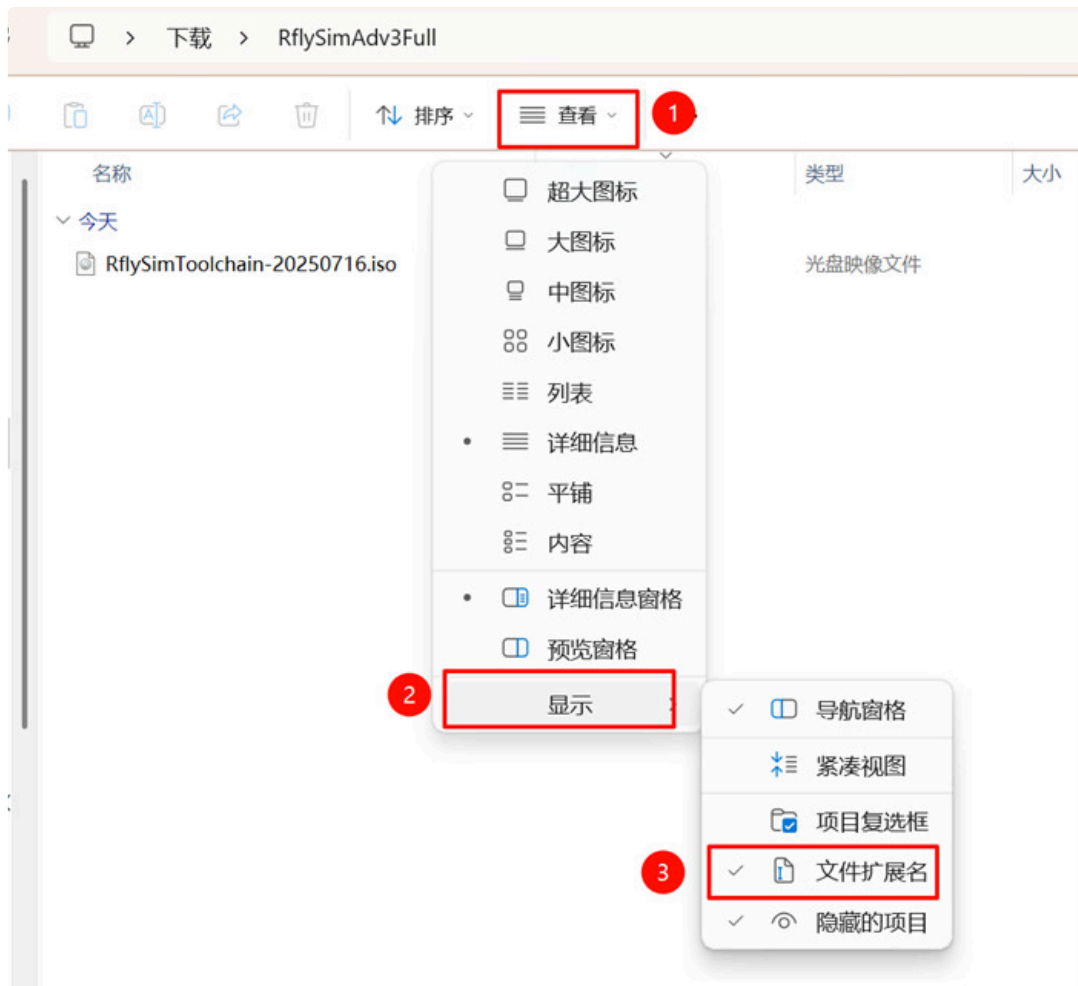 > 下载 > RflySimAdv3Full
排序 查看 1
名称 类型 大小
今天
RflySimToolchain-20250716.iso 光盘映像文件
超大图标
大图标
中图标
小图标
列表
详细信息
平铺
内容
详细信息窗格
预览窗格
2 显示
导航窗格
紧凑视图
项目复选框
3 文件扩展名
隐藏的项目